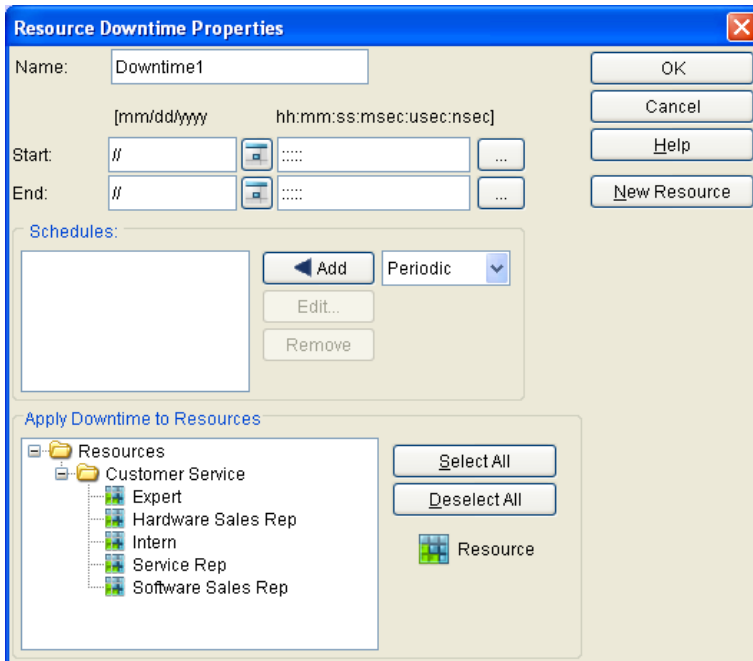 Resource Downtime Properties
Name: Downtime1
OK
[mm/dd/yyyy hh:mm:ss:msec:usec:nsec]
Cancel
Start: // ::::: ...
Help
End: // ::::: ...
New Resource
Schedules:
Add Periodic
Edit...
Remove
Apply Downtime to Resources
Resources
Customer Service
Expert
Hardware Sales Rep
Intern
Service Rep
Software Sales Rep
Select All
Deselect All
Resource